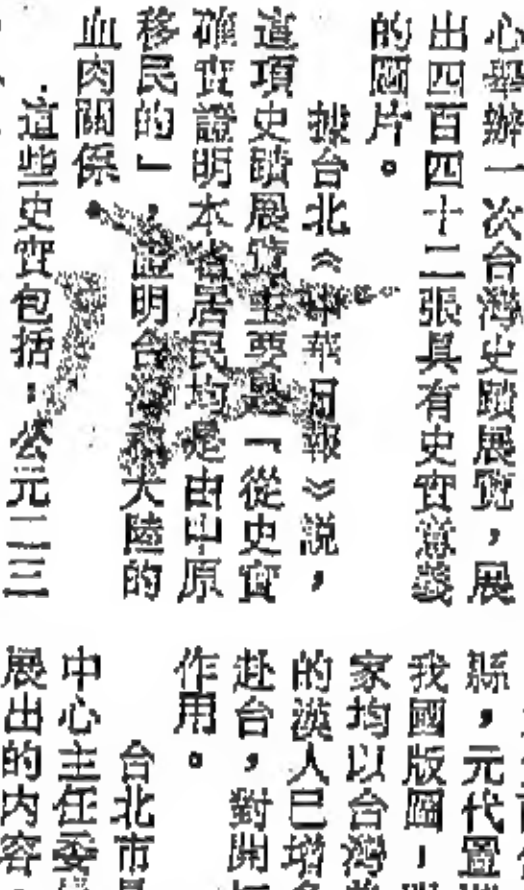 心舉辦一次台灣史蹟展覽，展
出四百四十二張具有史實意義
的圖片。
據台北《中華日報》説，
這項史蹟展覽主要是「從史實
確實證明本省居民均是由中原
移民的」，證明台灣和大陸的
血肉關係。
這些史實包括：公元二三
縣，元代置
我國版圖，
家均以台灣
的漢人已增
赴台，對開
作用。
台北市
中心主任委
展出的内容